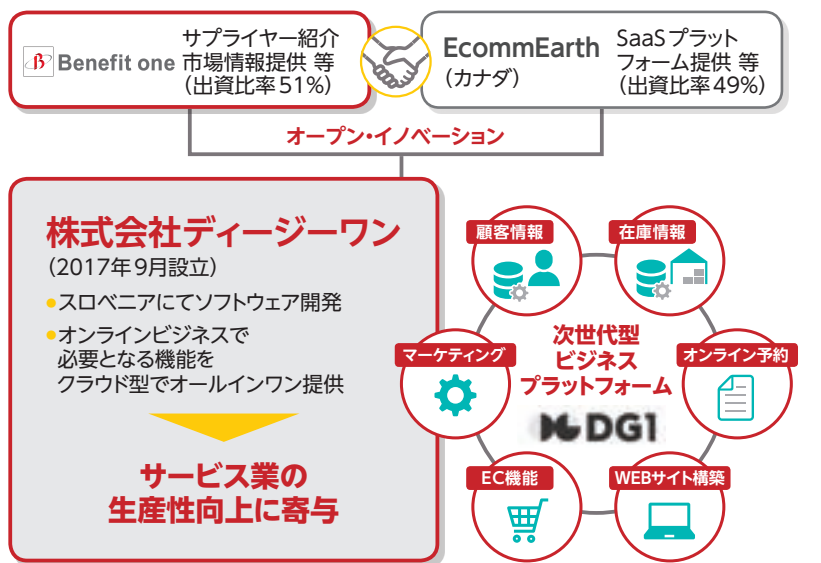 Benefit one
サプライヤー紹介
市場情報提供 等
（出資比率51%）
EcommEarth
（カナダ）
SaaSプラット
フォーム提供 等
（出資比率49%）
オープン・イノベーション
株式会社ディージーワン
（2017年9月設立）
●スロベニアにてソフトウェア開発
●オンラインビジネスで
必要となる機能を
クラウド型でオールインワン提供
サービス業の
生産性向上に寄与
顧客情報
在庫情報
マーケティング
次世代型
ビジネス
プラットフォーム
DG1
オンライン予約
EC機能
WEBサイト構築